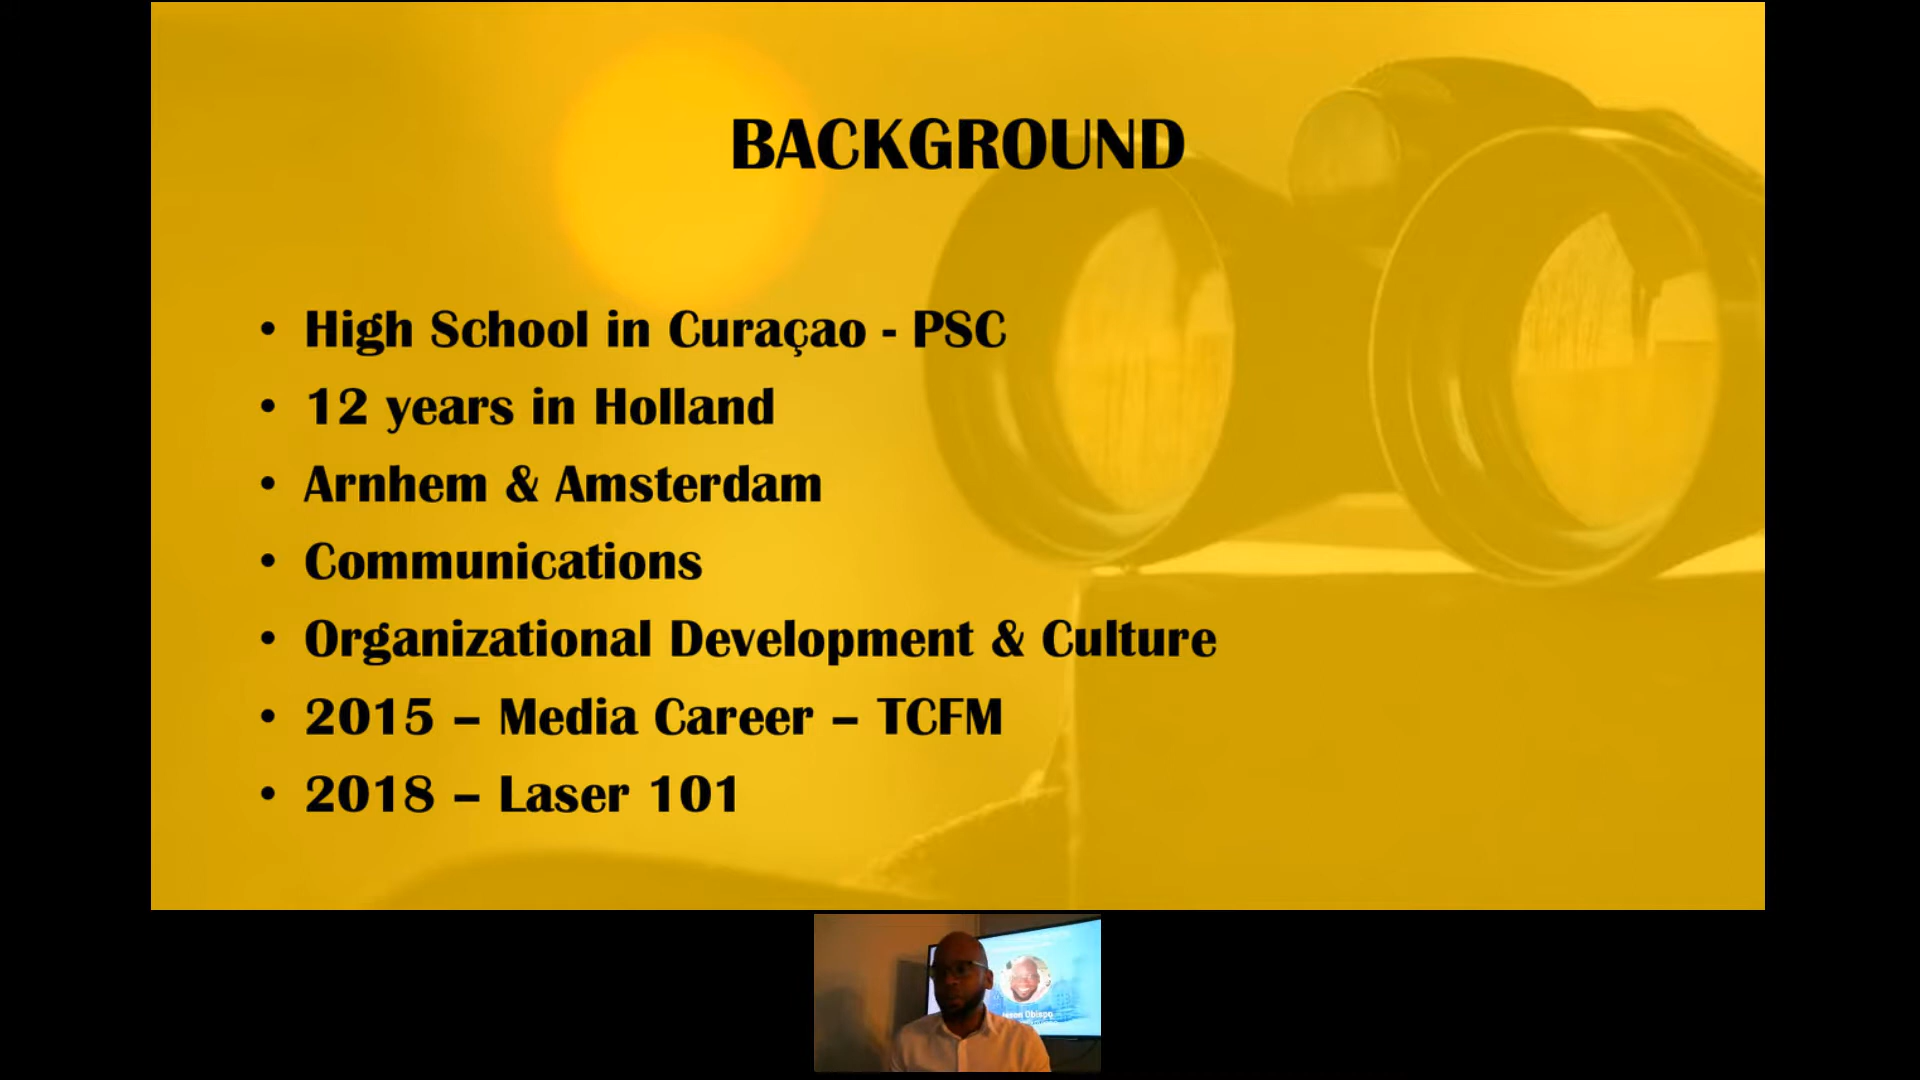 BACKGROUND
• High School in Curaçao - PSC
• 12 years in Holland
• Arnhem & Amsterdam
• Communications
• Organizational Development & Culture
• 2015 – Media Career – TCFM
• 2018 – Laser 101
Obispo